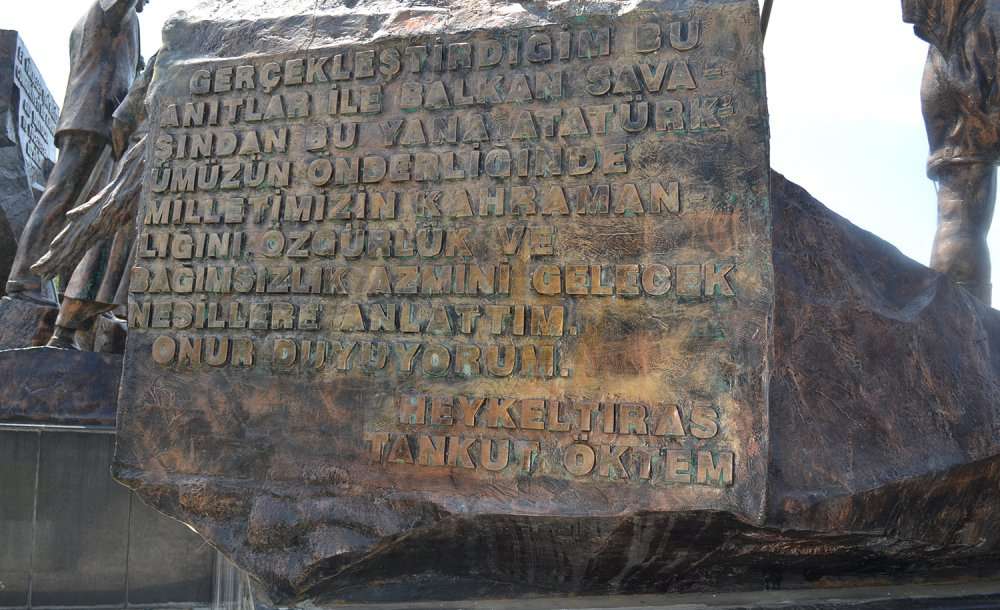 GERÇEKLEŞTİRDİĞİM BU
ANITLAR İLE BALKAN SAVA-
ŞINDAN BU YANA, ATATÜRK'-
ÜMÜZÜN ÖNDERLİĞİNDE
MİLLETİMİZİN KAHRAMAN-
LIĞINI, ÖZGÜRLÜK VE
BAĞIMSIZLIK AZMİNİ GELECEK
NESİLLERE ANLATTIM.
ONUR DUYUYORUM.
HEYKELTIRAS
TANKUT ÖKTEM